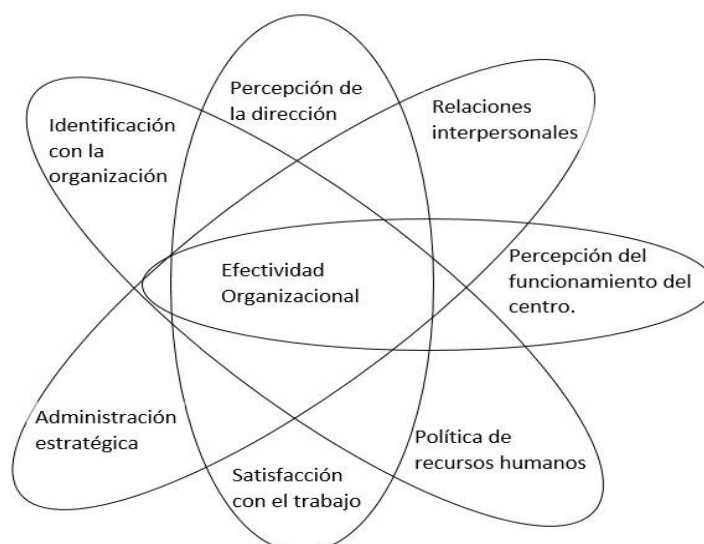 Percepción de
la dirección
Relaciones
interpersonales
Identificación
con la
organización
Efectividad
Organizacional
Percepción del
funcionamiento del
centro.
Administración
estratégica
Política de
recursos humanos
Satisfacción
con el trabajo